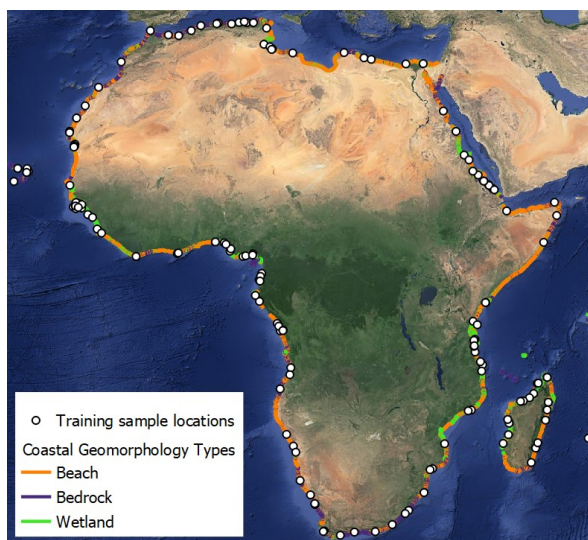 Training sample locations
Coastal Geomorphology Types
Beach
Bedrock
Wetland